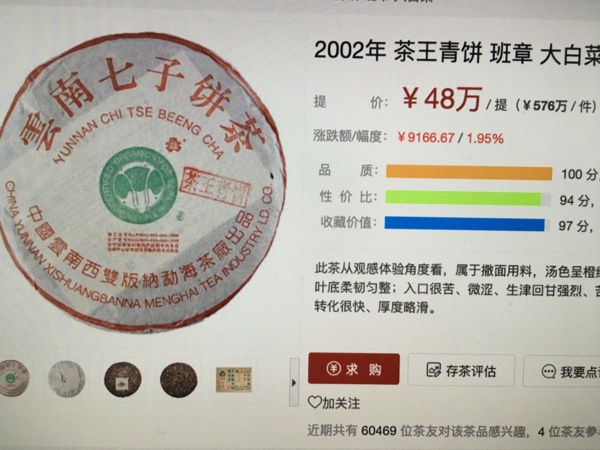 2002年 茶王青饼 班章 大白菜
提 价： ￥48万 / 提（￥576万 / 件）
涨跌额/幅度： ￥9166.67 / 1.95%
品 质： 100 分，
性 价 比： 94 分，
收藏价值： 97 分，
此茶从观感体验角度看，属于撒面用料，汤色呈橙
叶底柔韧匀整；入口很苦、微涩、生津回甘强烈、苦
转化很快、厚度略滑。
￥求 购
存茶评估
我要点
加关注
近期共有 60469 位茶友对该茶品感兴趣，4 位茶友参
雲南七子饼茶
YUNNAN CHI TSE BEENG CHA
茶王青饼
中國雲南西雙版納勐海茶廠出品
CHINA YUNNAN XISHUANGBANNA MENGHAI TEA INDUSTRY LD.CO.